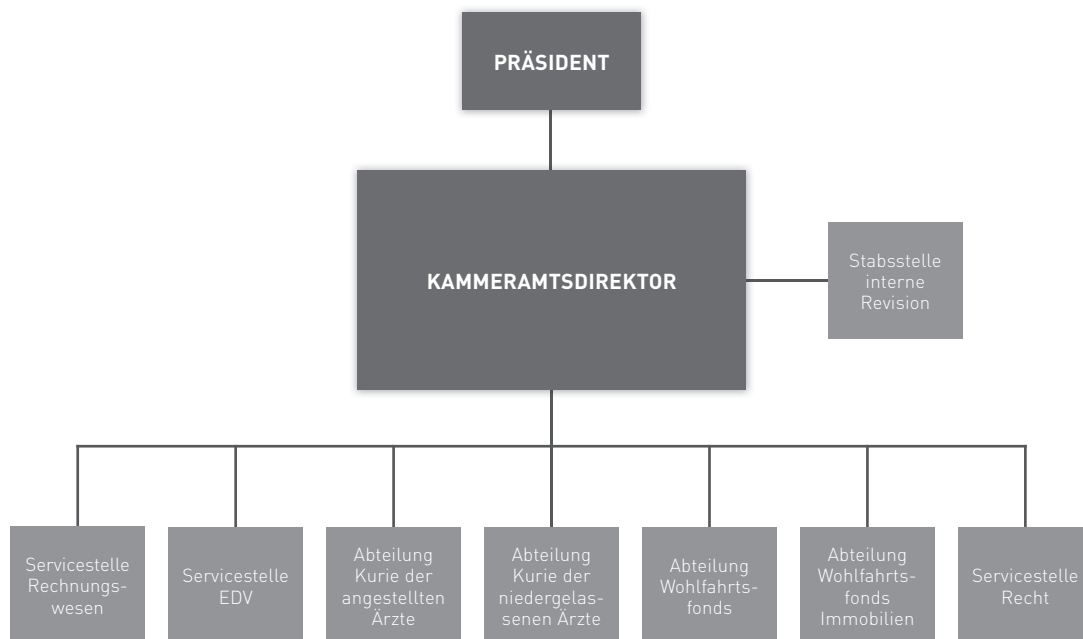 PRÄSIDENT
KAMMERAMTSDIREKTOR
Stabsstelle
interne
Revision
Servicestelle
Rechnungs-
wesen
Servicestelle
EDV
Abteilung
Kurie der
angestellten
Ärzte
Abteilung
Kurie der
niedergelas-
senen Ärzte
Abteilung
Wohlfahrts-
fonds
Abteilung
Wohlfahrts-
fonds
Immobilien
Servicestelle
Recht